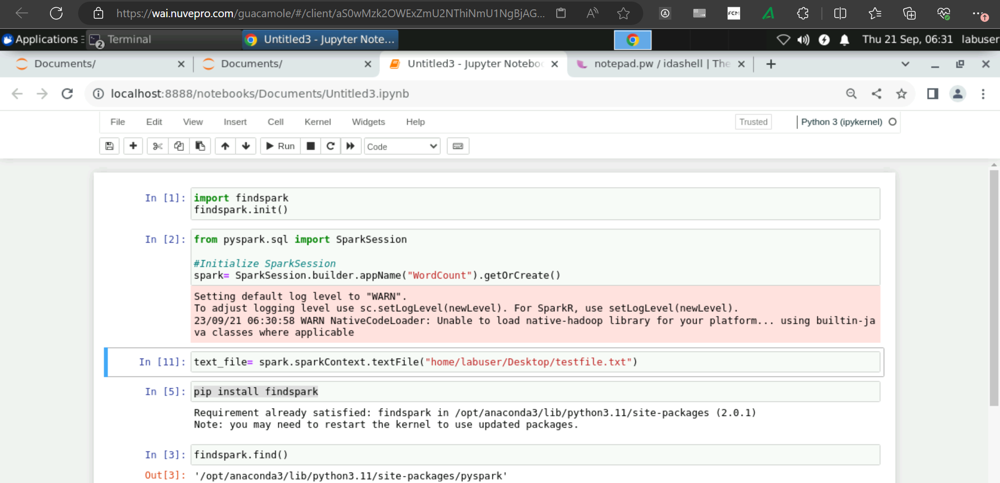 https://wai.nuvepro.com/guacamole/#/client/aS0wMzk2OWExZmU2NThiNmU1NgBjAG...
FCM
Applications
2 Terminal
Untitled3 - Jupyter Note...
Thu 21 Sep, 06:31 labuser
Documents/
Documents/
Untitled3 - Jupyter Notebo
notepad.pw / idashell | The
localhost:8888/notebooks/Documents/Untitled3.ipynb
File Edit View Insert Cell Kernel Widgets Help
Trusted
Python 3 (ipykernel)
Run
Code
In [1]: import findspark
findspark.init()
In [2]: from pyspark.sql import SparkSession
#Initialize SparkSession
spark= SparkSession.builder.appName("WordCount").getOrCreate()
Setting default log level to "WARN".
To adjust logging level use sc.setLogLevel(newLevel). For SparkR, use setLogLevel(newLevel).
23/09/21 06:30:58 WARN NativeCodeLoader: Unable to load native-hadoop library for your platform... using builtin-ja
va classes where applicable
In [11]: text_file= spark.sparkContext.textFile("home/labuser/Desktop/testfile.txt")
In [5]: pip install findspark
Requirement already satisfied: findspark in /opt/anaconda3/lib/python3.11/site-packages (2.0.1)
Note: you may need to restart the kernel to use updated packages.
In [3]: findspark.find()
Out[3]: '/opt/anaconda3/lib/python3.11/site-packages/pyspark'